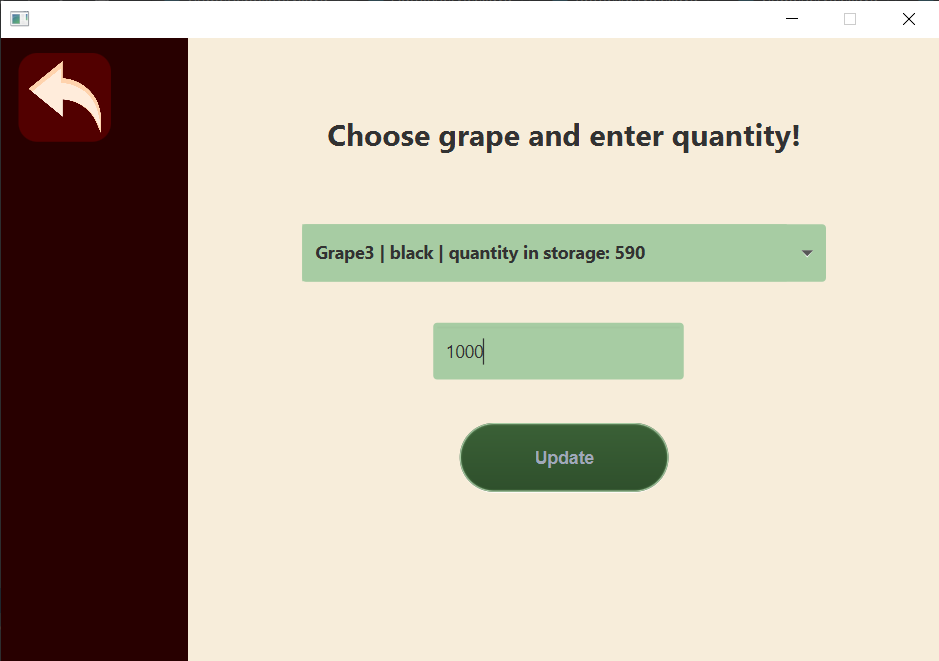 Choose grape and enter quantity!
Grape3 | black | quantity in storage: 590
1000
Update